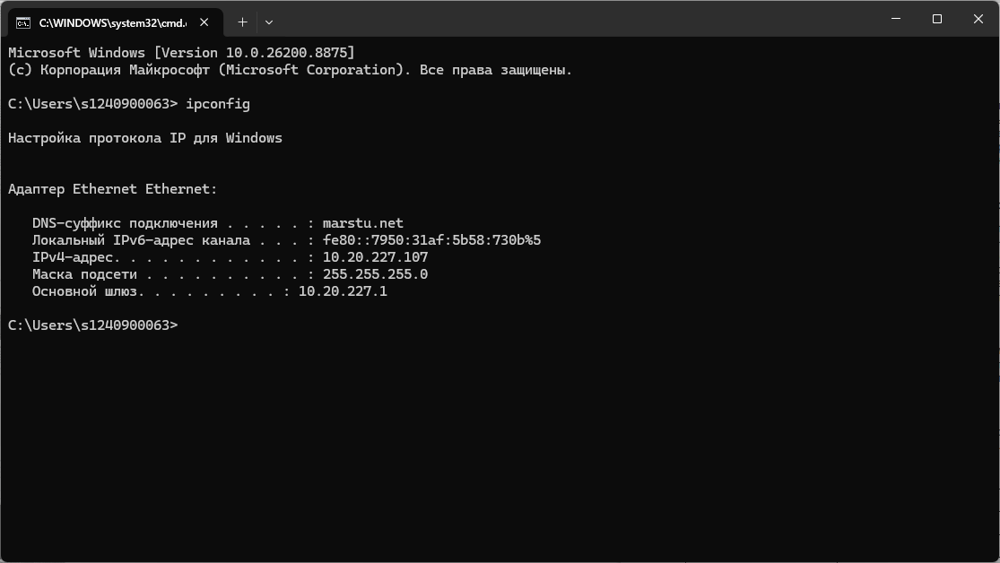 C:\WINDOWS\system32\cmd.
Microsoft Windows [Version 10.0.26200.8875]
(c) Корпорация Майкрософт (Microsoft Corporation). Все права защищены.
C:\Users\s1240900063> ipconfig
Настройка протокола IP для Windows
Адаптер Ethernet Ethernet:
DNS-суффикс подключения . . . . . : marstu.net
Локальный IPv6-адрес канала . . . : fe80::7950:31af:5b58:730b%5
IPv4-адрес. . . . . . . . . . . . : 10.20.227.107
Маска подсети . . . . . . . . . . : 255.255.255.0
Основной шлюз. . . . . . . . . : 10.20.227.1
C:\Users\s1240900063>